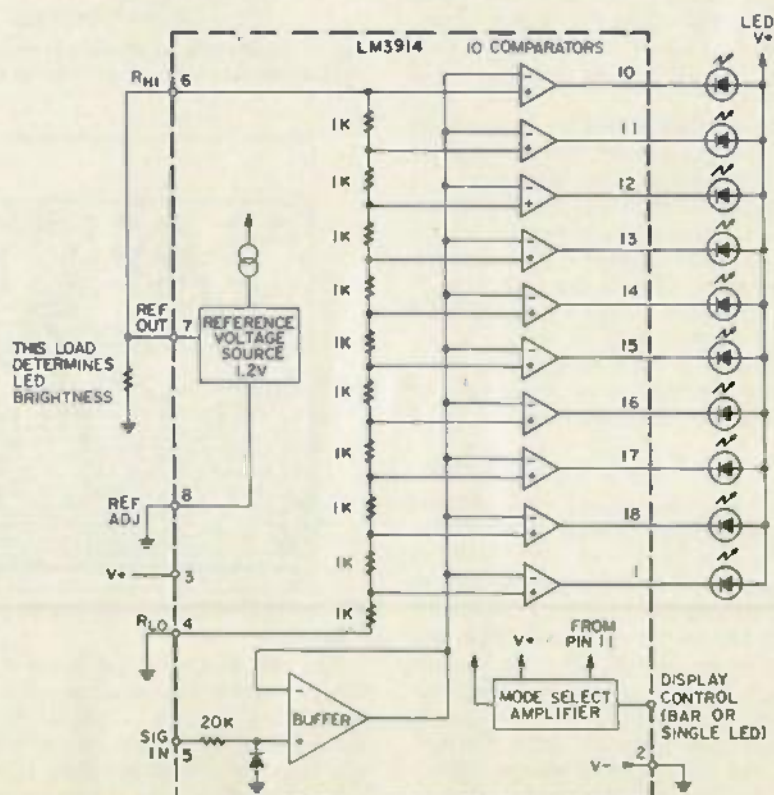 LED
V+
LM3914
10 COMPARATORS
RHI
6
10
1K
11
1K
12
1K
13
1K
14
REF
OUT
7
REFERENCE
VOLTAGE
SOURCE
1.2V
1K
15
THIS LOAD
DETERMINES
LED
BRIGHTNESS
1K
16
1K
17
1K
18
REF
ADJ
8
1K
1
V+
3
1K
RLO
4
V+
FROM
PIN 11
MODE SELECT
AMPLIFIER
DISPLAY
CONTROL
(BAR OR
SINGLE LED)
BUFFER
20K
SIG
IN
5
V-
2